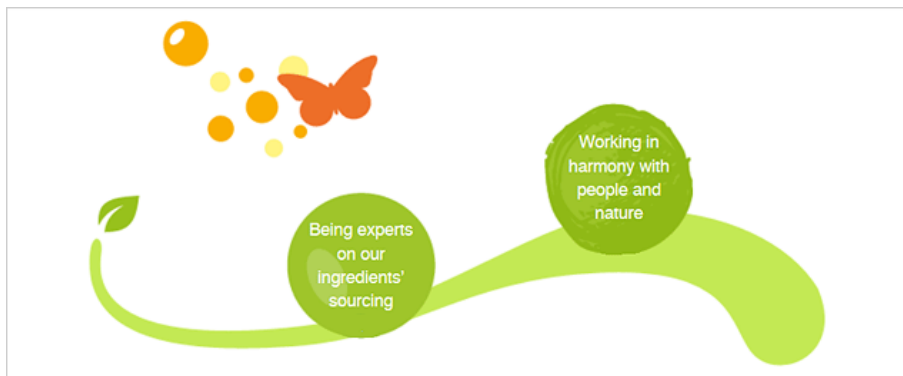 Being experts
on our
ingredients'
sourcing
Working in
harmony with
people and
nature